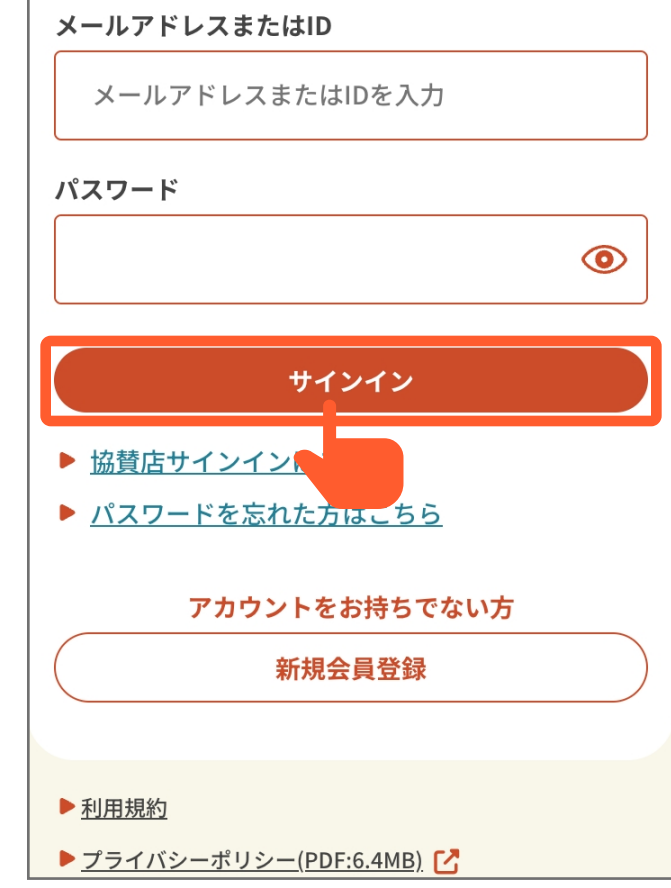 メールアドレスまたはID
メールアドレスまたはIDを入力
パスワード
サインイン
協賛店サインイン
パスワードを忘れた方はこちら
アカウントをお持ちでない方
新規会員登録
利用規約
プライバシーポリシー(PDF:6.4MB)